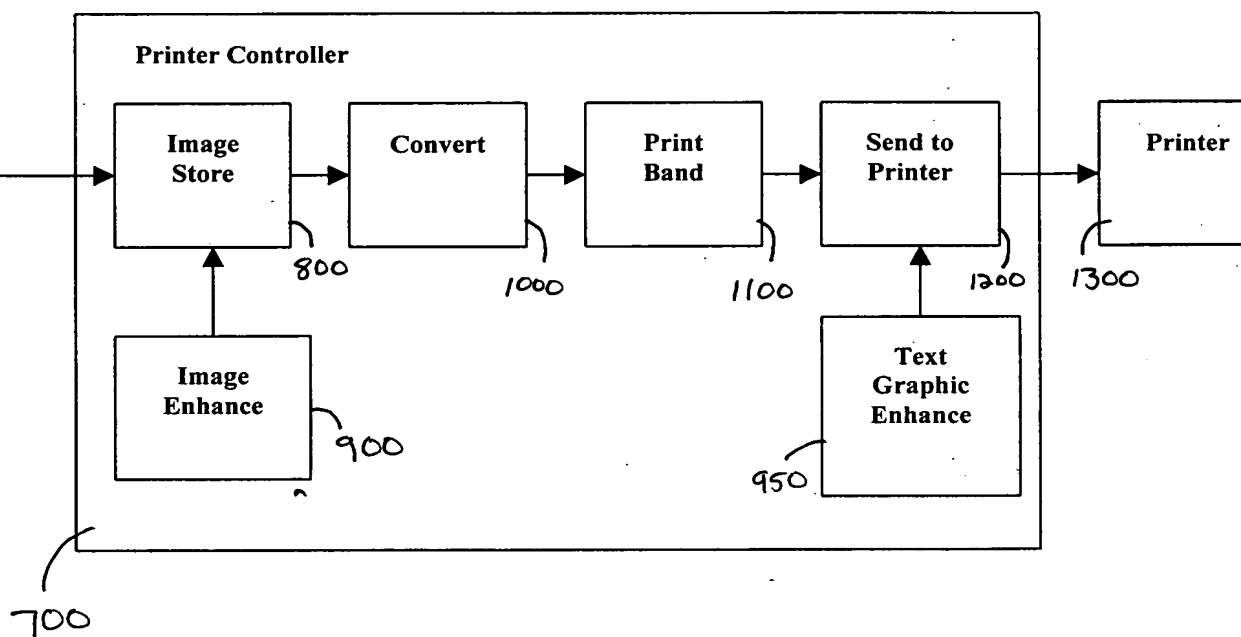 Printer Controller
Image
Store
Convert
Print
Band
Send to
Printer
Printer
800
1000
1100
1200
1300
Image
Enhance
900
Text
Graphic
Enhance
950
700